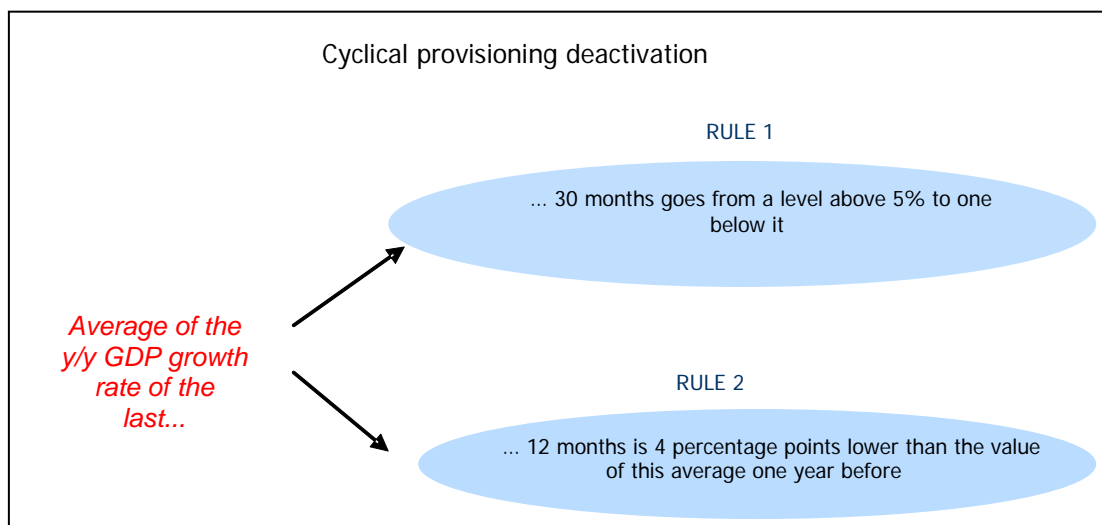 Cyclical provisioning deactivation
RULE 1
... 30 months goes from a level above 5% to one
below it
Average of the
y/y GDP growth
rate of the
last...
RULE 2
... 12 months is 4 percentage points lower than the value
of this average one year before